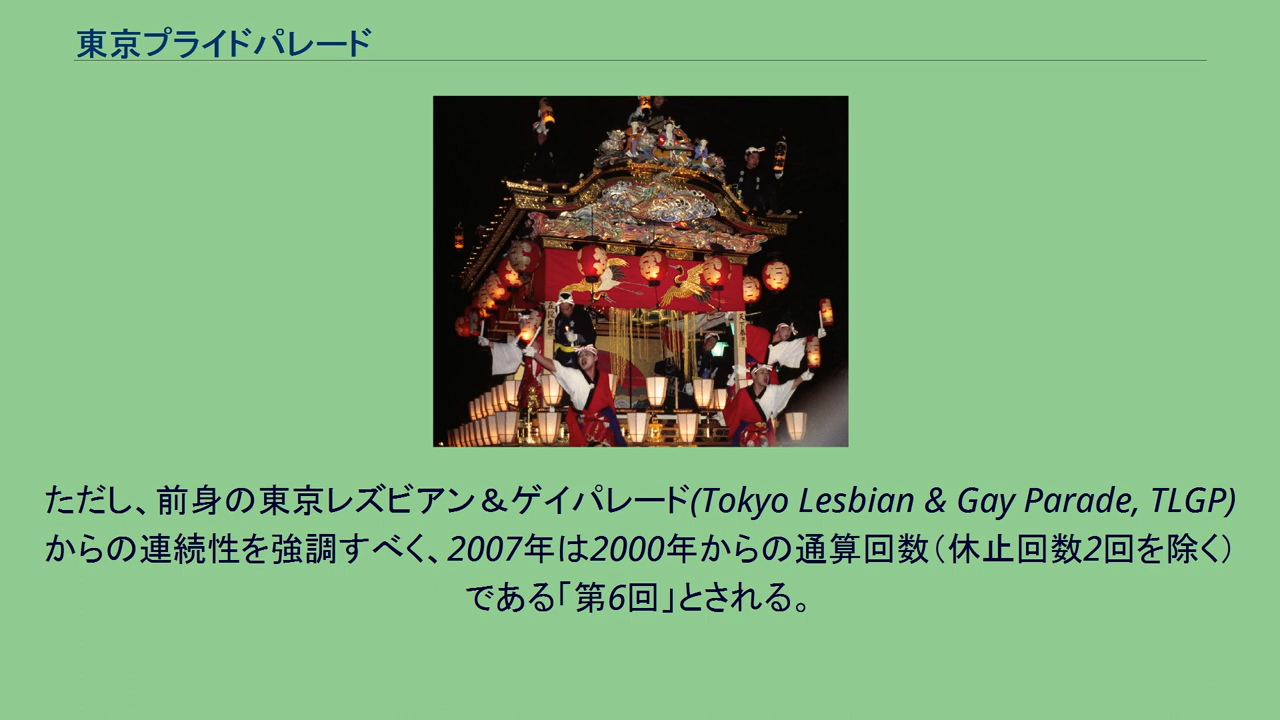 東京プライドパレード
ただし、前身の東京レズビアン＆ゲイパレード(Tokyo Lesbian & Gay Parade, TLGP)
からの連続性を強調すべく、2007年は2000年からの通算回数（休止回数2回を除く）
である「第6回」とされる。